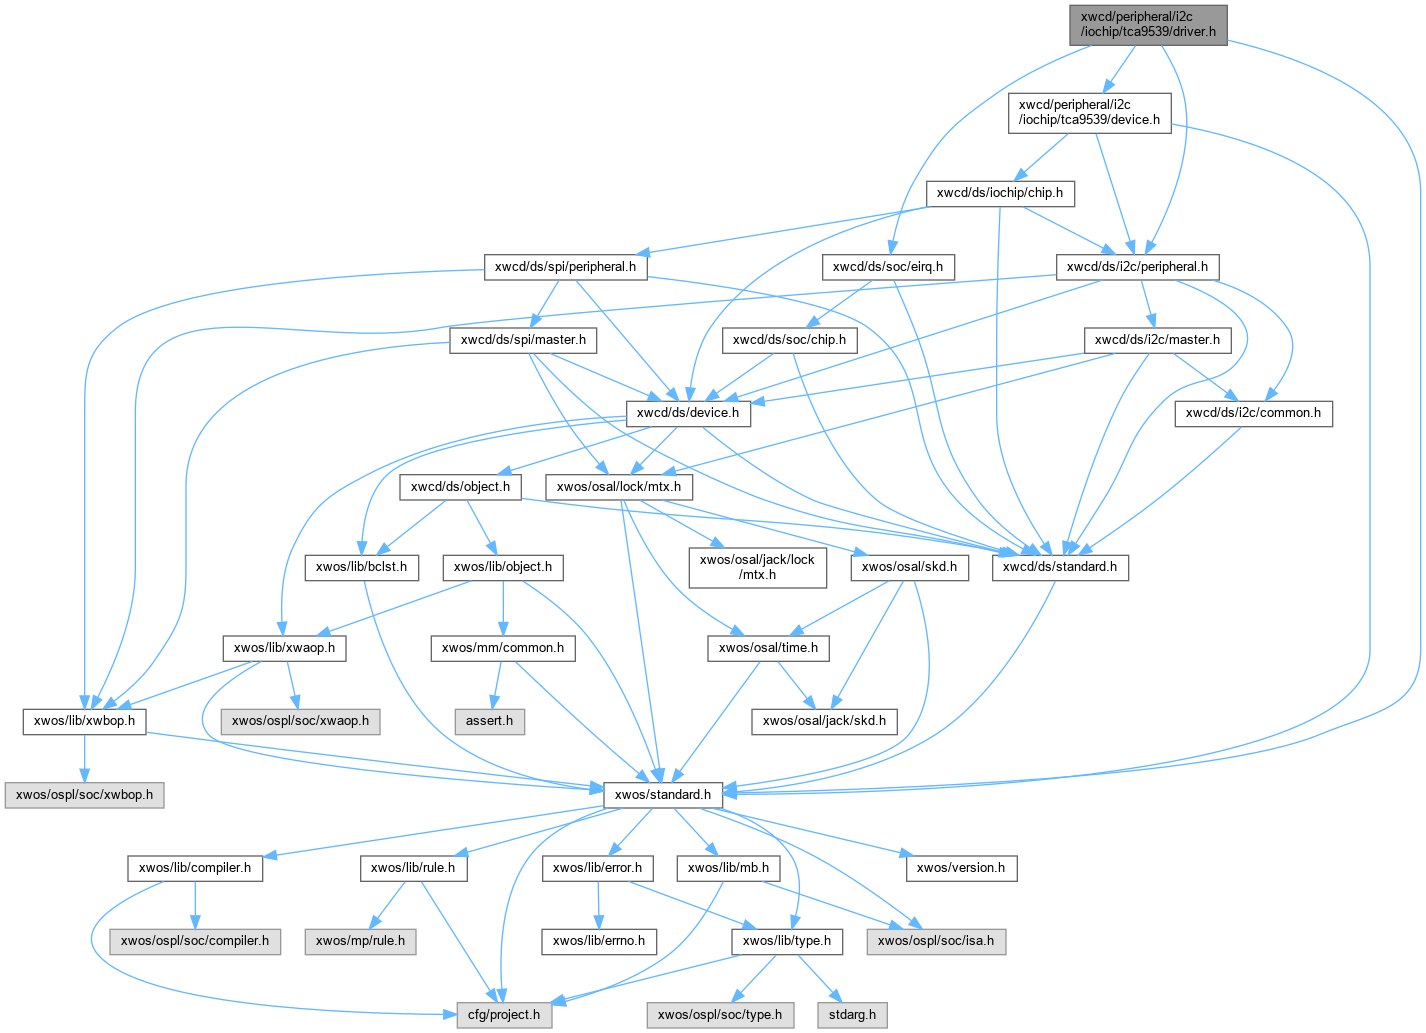 xwcd/peripheral/i2c
/iochip/tca9539/driver.h
xwcd/peripheral/i2c
/iochip/tca9539/device.h
xwcd/ds/iochip/chip.h
xwcd/ds/spi/peripheral.h
xwcd/ds/soc/eirq.h
xwcd/ds/i2c/peripheral.h
xwcd/ds/spi/master.h
xwcd/ds/soc/chip.h
xwcd/ds/i2c/master.h
xwcd/ds/device.h
xwcd/ds/i2c/common.h
xwcd/ds/object.h
xwos/osal/lock/mtx.h
xwos/lib/bclst.h
xwos/lib/object.h
xwos/osal/jack/lock
/mtx.h
xwos/osal/skd.h
xwcd/ds/standard.h
xwos/lib/xwaop.h
xwos/mm/common.h
xwos/osal/time.h
xwos/lib/xwbop.h
xwos/ospl/soc/xwaop.h
assert.h
xwos/osal/jack/skd.h
xwos/ospl/soc/xwbop.h
xwos/standard.h
xwos/lib/compiler.h
xwos/lib/rule.h
xwos/lib/error.h
xwos/lib/mb.h
xwos/version.h
xwos/ospl/soc/compiler.h
xwos/mp/rule.h
xwos/lib/errno.h
xwos/lib/type.h
xwos/ospl/soc/isa.h
cfg/project.h
xwos/ospl/soc/type.h
stdarg.h